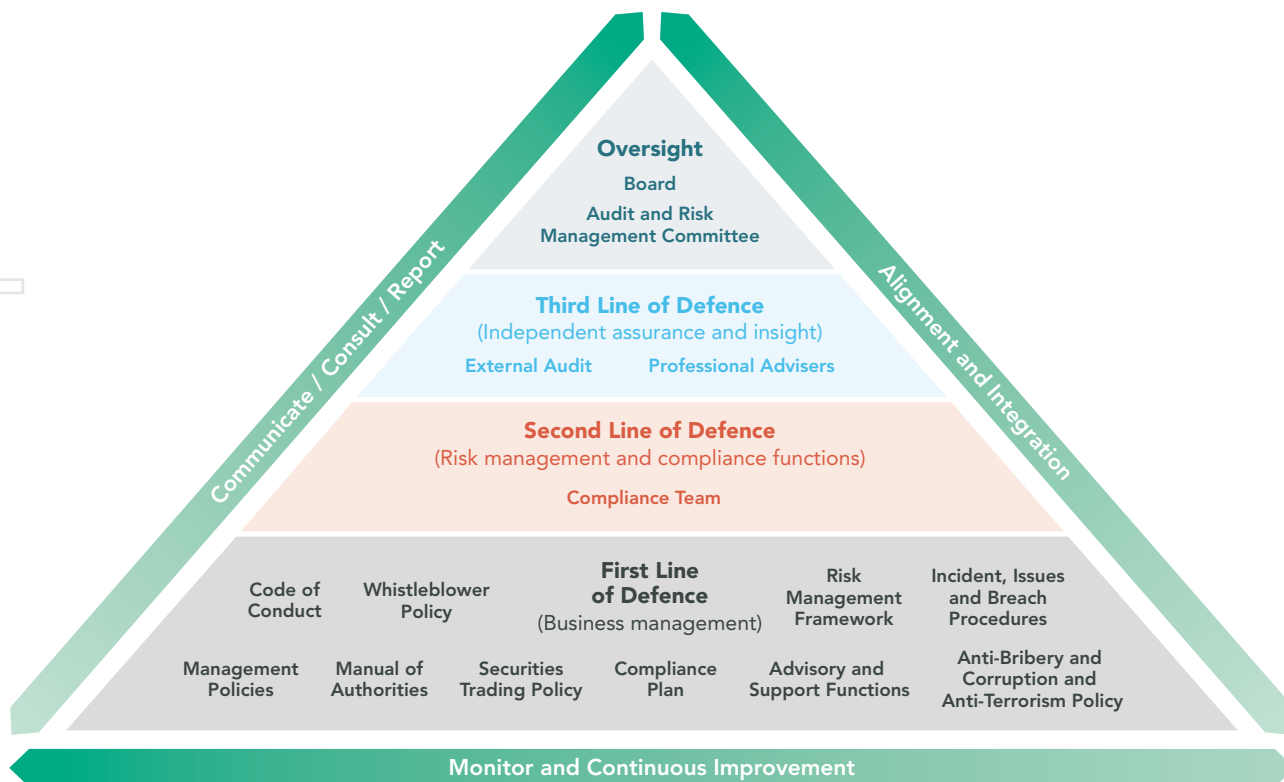 Oversight
Board
Audit and Risk
Management Committee
Communicate / Consult / Report
Alignment and Integration
Third Line of Defence
(Independent assurance and insight)
External Audit
Professional Advisers
Second Line of Defence
(Risk management and compliance functions)
Compliance Team
First Line
of Defence
(Business management)
Code of
Conduct
Whistleblower
Policy
Risk
Management
Framework
Incident, Issues
and Breach
Procedures
Management
Policies
Manual of
Authorities
Securities
Trading Policy
Compliance
Plan
Advisory and
Support Functions
Anti-Bribery and
Corruption and
Anti-Terrorism Policy
Monitor and Continuous Improvement